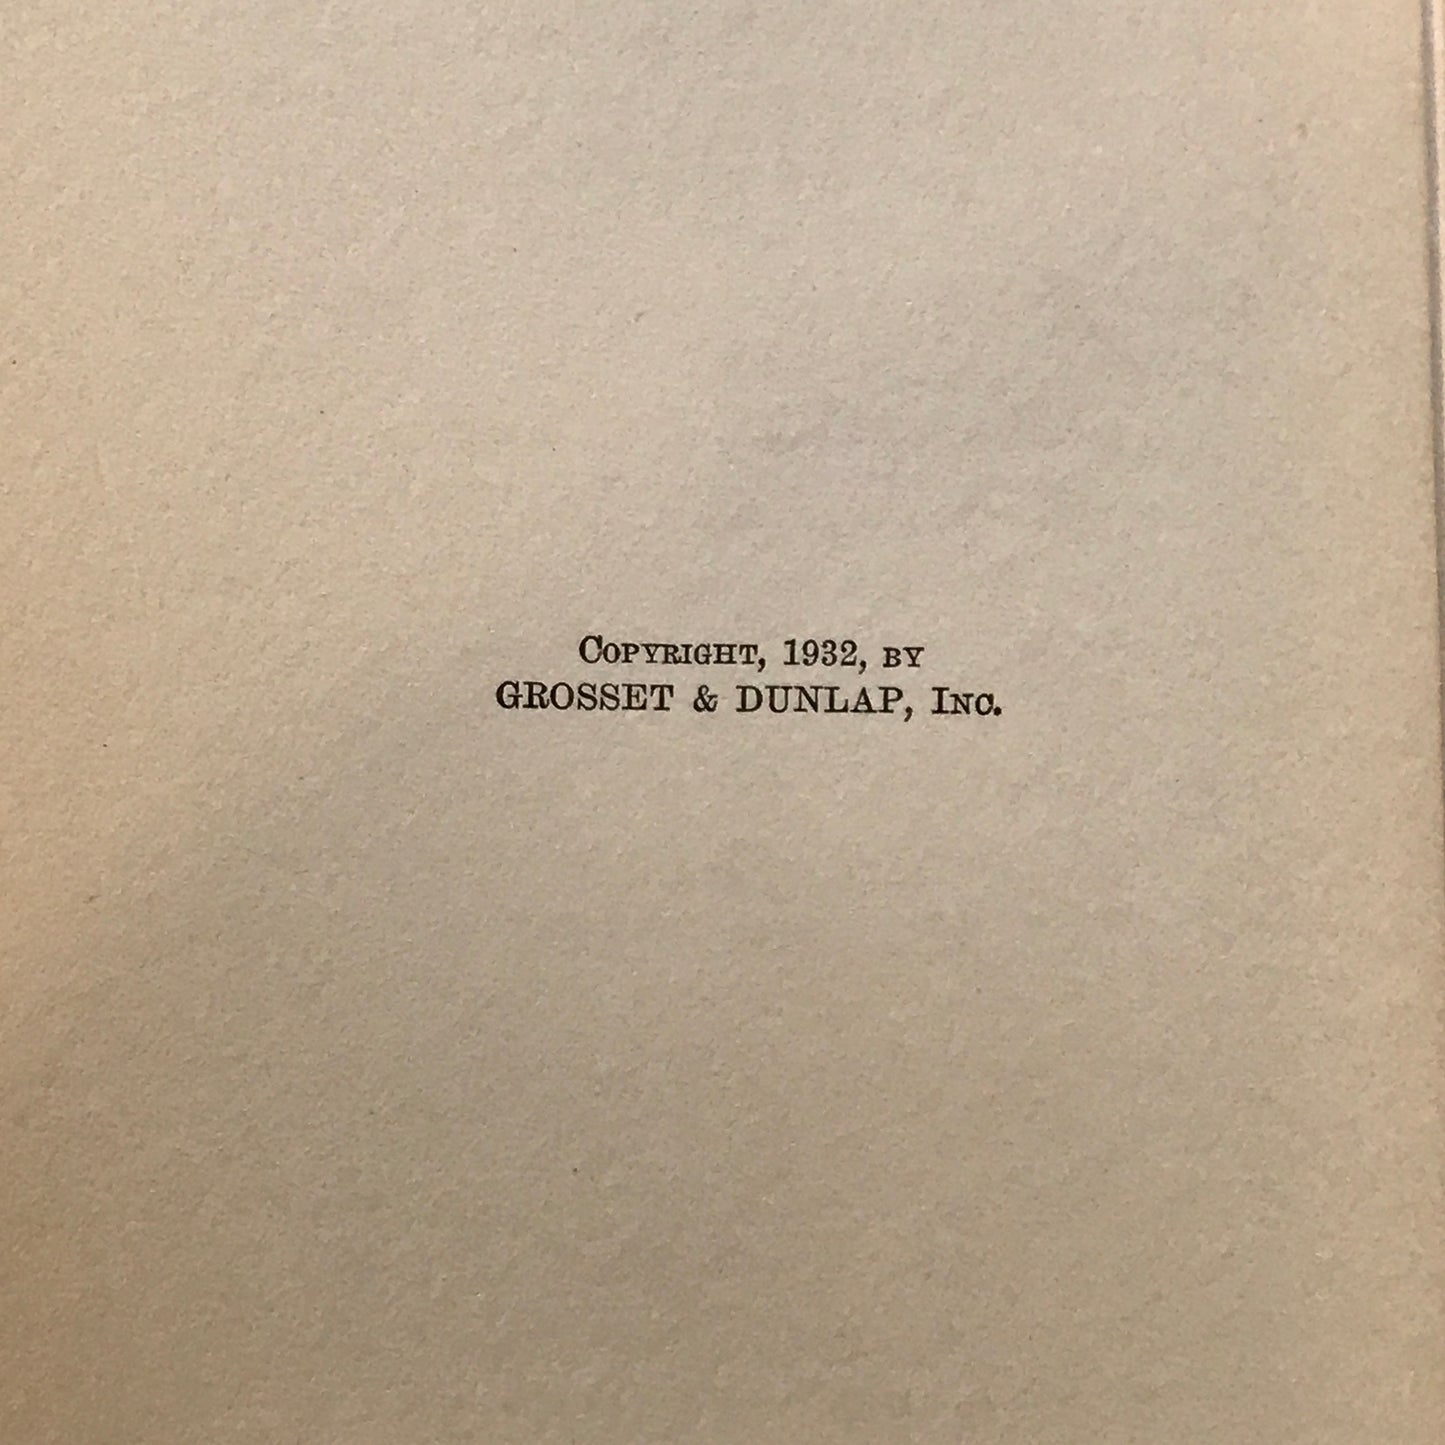 Copyright, 1932, by
GROSSET & DUNLAP, Inc.